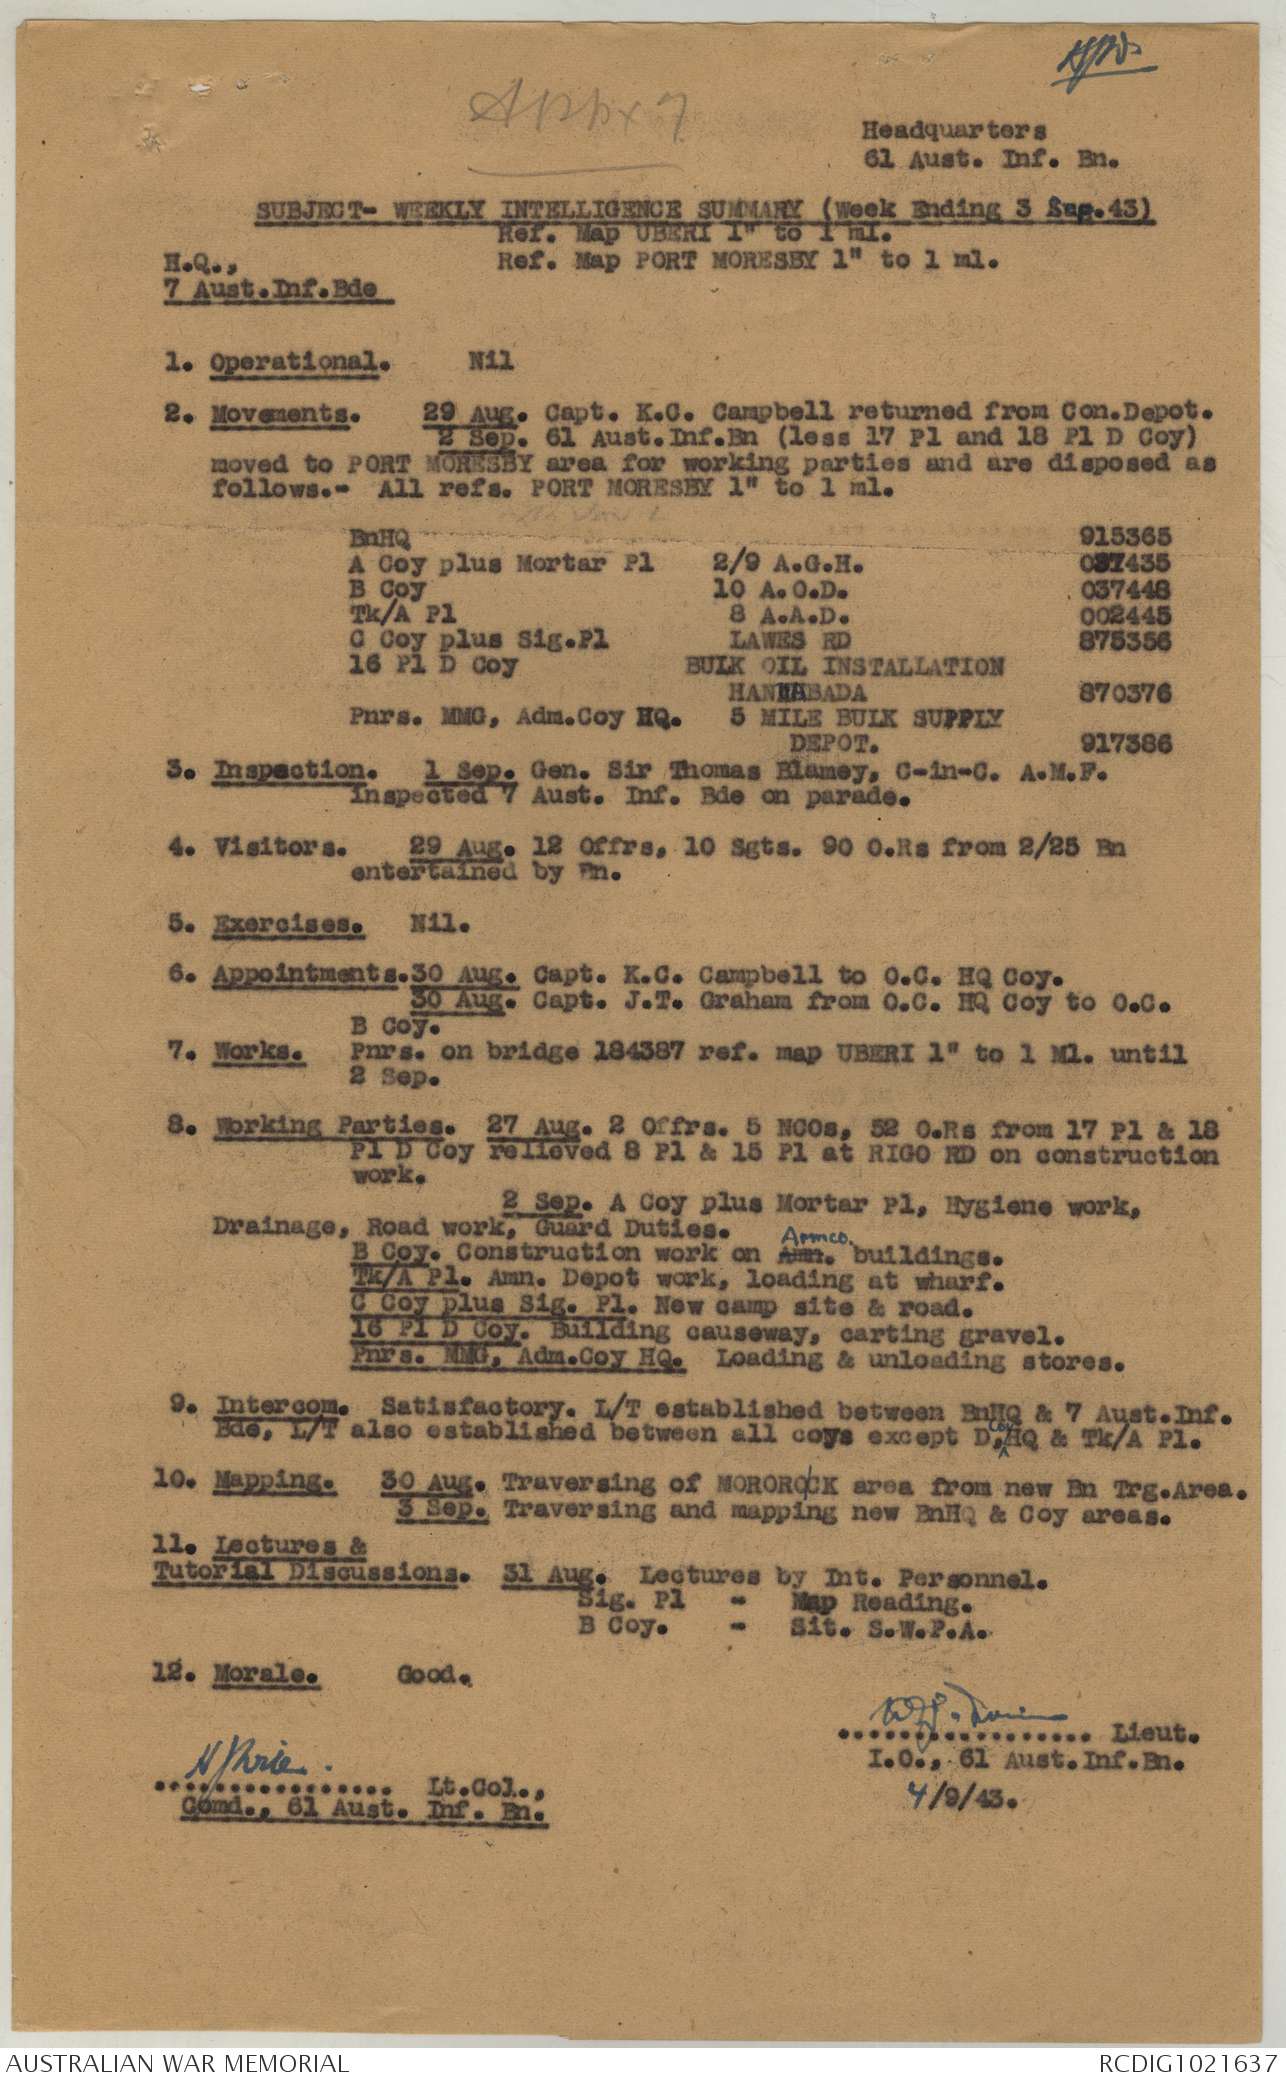 Appx 7
Headquarters
61 Aust. Inf. Bn.
SUBJECT- WEEKLY INTELLIGENCE SUMMARY (Week Ending 3 Sep.43)
Ref. Map UBERI 1" to 1 ml.
H.Q., Ref. Map PORT MORESBY 1" to 1 ml.
7 Aust.Inf.Bde
1. Operational. Nil
2. Movements. 29 Aug. Capt. K.C. Campbell returned from Con.Depot.
2 Sep. 61 Aust.Inf.Bn (less 17 Pl and 18 Pl D Coy)
moved to PORT MORESBY area for working parties and are disposed as
follows.- All refs. PORT MORESBY 1" to 1 ml.
BnHQ 915365
A Coy plus Mortar Pl 2/9 A.G.H. 037435
B Coy 10 A.O.D. 037448
Tk/A Pl 8 A.A.D. 002445
C Coy plus Sig.Pl LAWES RD 875356
16 Pl D Coy BULK OIL INSTALLATION
HANUABADA 870376
Pnrs. MMG, Adm.Coy HQ. 5 MILE BULK SUPPLY
DEPOT. 917386
3. Inspection. 1 Sep. Gen. Sir Thomas Blamey, C-in-C. A.M.F.
Inspected 7 Aust. Inf. Bde on parade.
4. Visitors. 29 Aug. 12 Offrs, 10 Sgts. 90 O.Rs from 2/25 Bn
entertained by Bn.
5. Exercises. Nil.
6. Appointments. 30 Aug. Capt. K.C. Campbell to O.C. HQ Coy.
30 Aug. Capt. J.T. Graham from O.C. HQ Coy to O.C.
B Coy.
7. Works. Pnrs. on bridge 184387 ref. map UBERI 1" to 1 Ml. until
2 Sep.
8. Working Parties. 27 Aug. 2 Offrs. 5 NCOs, 52 O.Rs from 17 Pl & 18
Pl D Coy relieved 8 Pl & 15 Pl at RIGO RD on construction
work.
2 Sep. A Coy plus Mortar Pl, Hygiene work,
Drainage, Road work, Guard Duties.
Armco.
B Coy. Construction work on Amn. buildings.
Tk/A Pl. Amn. Depot work, loading at wharf.
C Coy plus Sig. Pl. New camp site & road.
16 Pl D Coy. Building causeway, carting gravel.
Pnrs. MMG, Adm.Coy HQ. Loading & unloading stores.
9. Intercom. Satisfactory. L/T established between BnHQ & 7 Aust.Inf.
Bde, L/T also established between all coys except D, Coy HQ & Tk/A Pl.
10. Mapping. 30 Aug. Traversing of MOROROCK area from new Bn Trg.Area.
3 Sep. Traversing and mapping new BnHQ & Coy areas.
11. Lectures &
Tutorial Discussions. 31 Aug. Lectures by Int. Personnel.
Sig. Pl - Map Reading.
B Coy. - Sit. S.W.P.A.
12. Morale. Good.
................. Lieut.
I.O., 61 Aust.Inf.Bn.
4/9/43.
................ Lt.Col.,
Comd., 61 Aust. Inf. Bn.
AUSTRALIAN WAR MEMORIAL RCDIG1021637